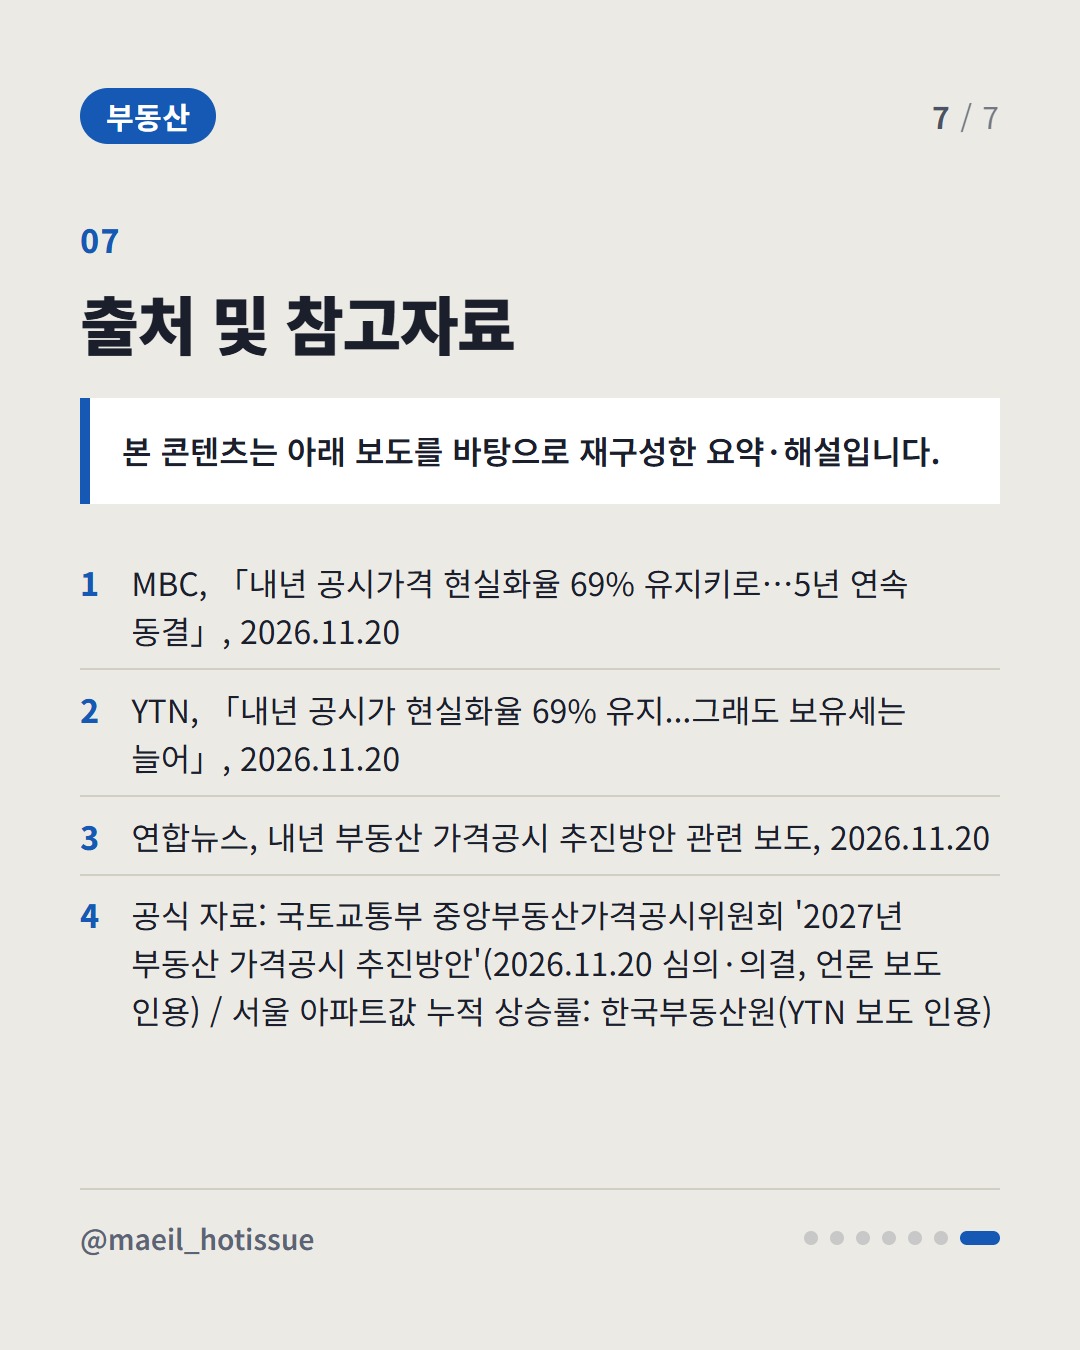 부동산
7 / 7
07
출처 및 참고자료
본 콘텐츠는 아래 보도를 바탕으로 재구성한 요약·해설입니다.
1 MBC, 「내년 공시가격 현실화율 69% 유지키로…5년 연속
동결」, 2026.11.20
2 YTN, 「내년 공시가 현실화율 69% 유지...그래도 보유세는
늘어」, 2026.11.20
3 연합뉴스, 내년 부동산 가격공시 추진방안 관련 보도, 2026.11.20
4 공식 자료: 국토교통부 중앙부동산가격공시위원회 '2027년
부동산 가격공시 추진방안'(2026.11.20 심의·의결, 언론 보도
인용) / 서울 아파트값 누적 상승률: 한국부동산원(YTN 보도 인용)
@maeil_hotissue